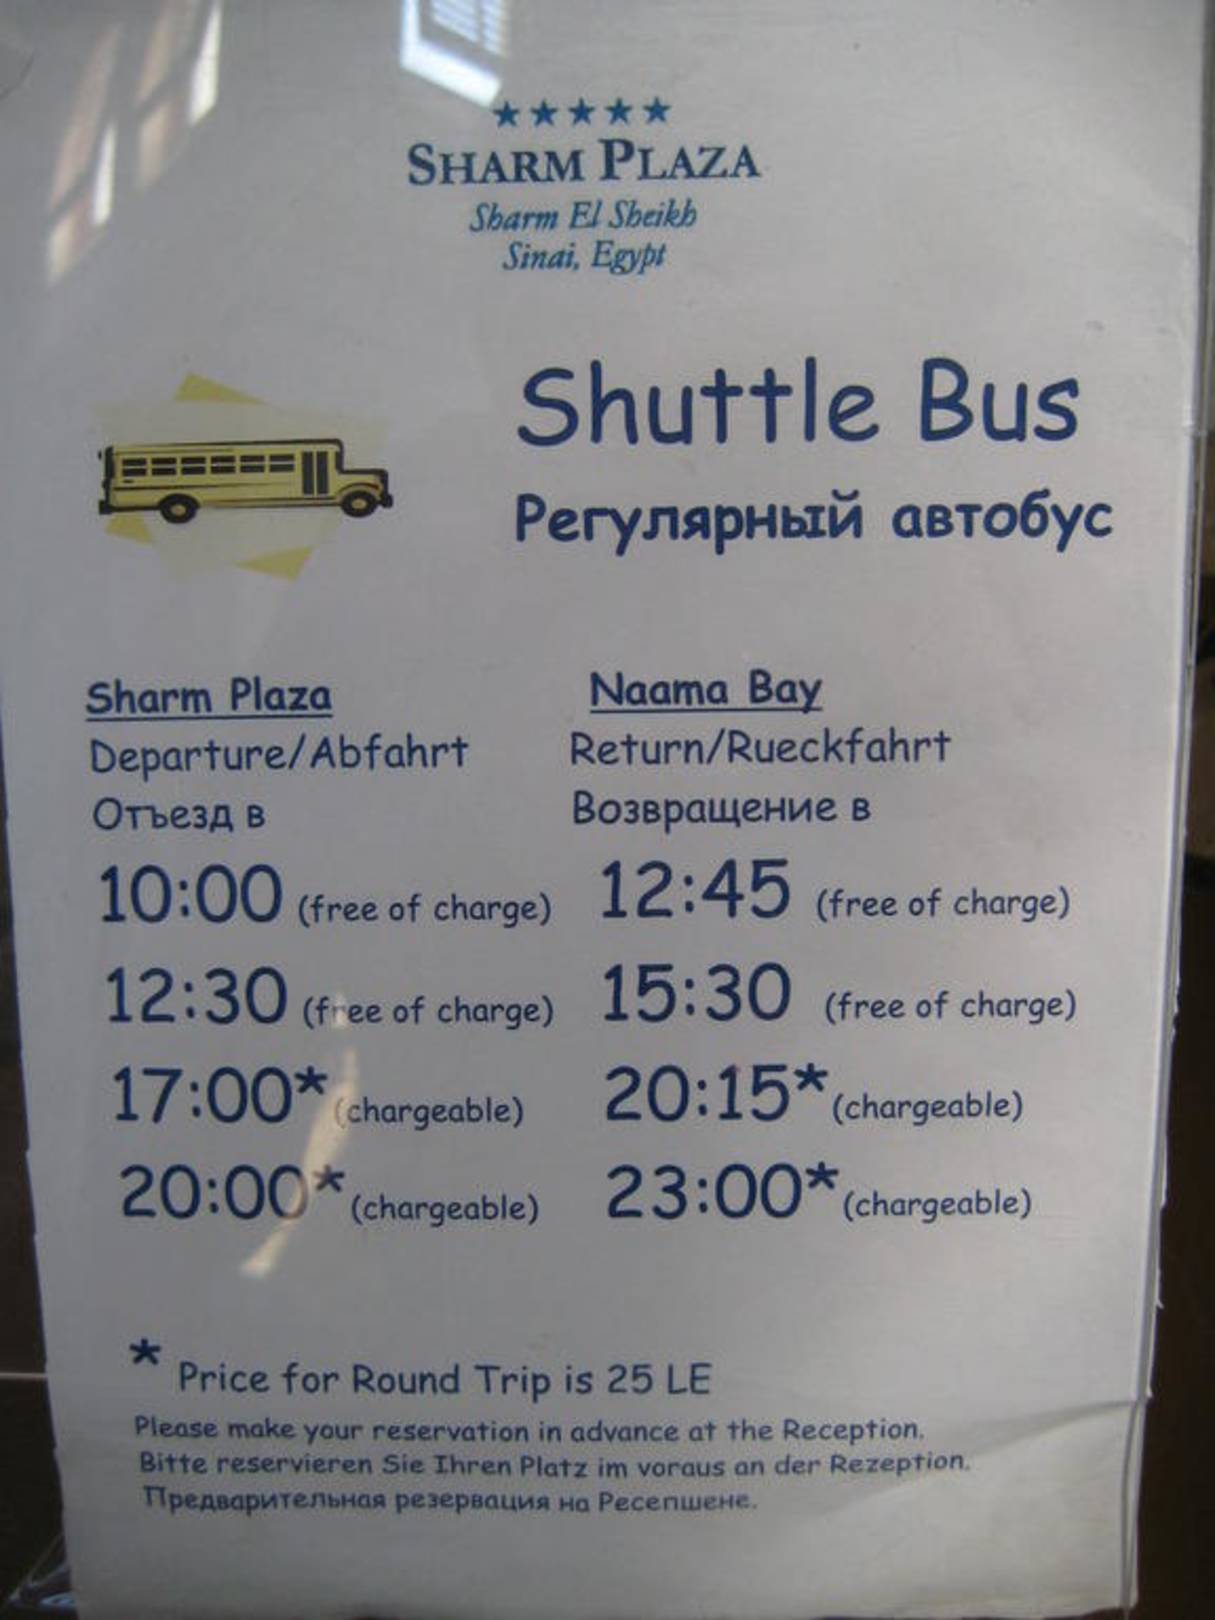 SHARM PLAZA
Sharm El Sheikh
Sinai, Egypt
Shuttle Bus
Регулярный автобус
Sharm Plaza Naama Bay
Departure/Abfahrt Return/Rueckfahrt
Отъезд в Возвращение в
10:00 (free of charge) 12:45 (free of charge)
12:30 (free of charge) 15:30 (free of charge)
17:00* (chargeable) 20:15* (chargeable)
20:00* (chargeable) 23:00* (chargeable)
* Price for Round Trip is 25 LE
Please make your reservation in advance at the Reception.
Bitte reservieren Sie Ihren Platz im voraus an der Rezeption.
Предварительная резервация на Ресепшене.